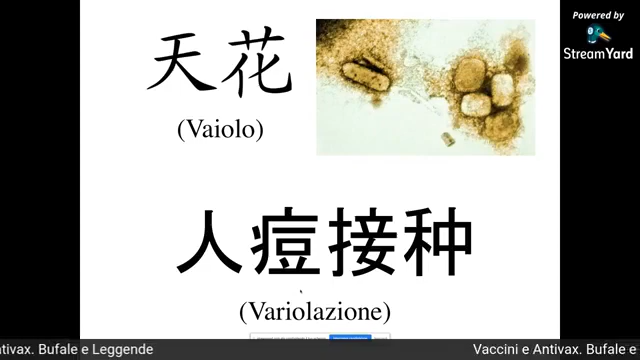 Powered by
StreamYard
天花
(Vaiolo)
人痘接种
(Variolazione)
ntivax. Bufale e Leggende
Vaccini e Antivax. Bufale e